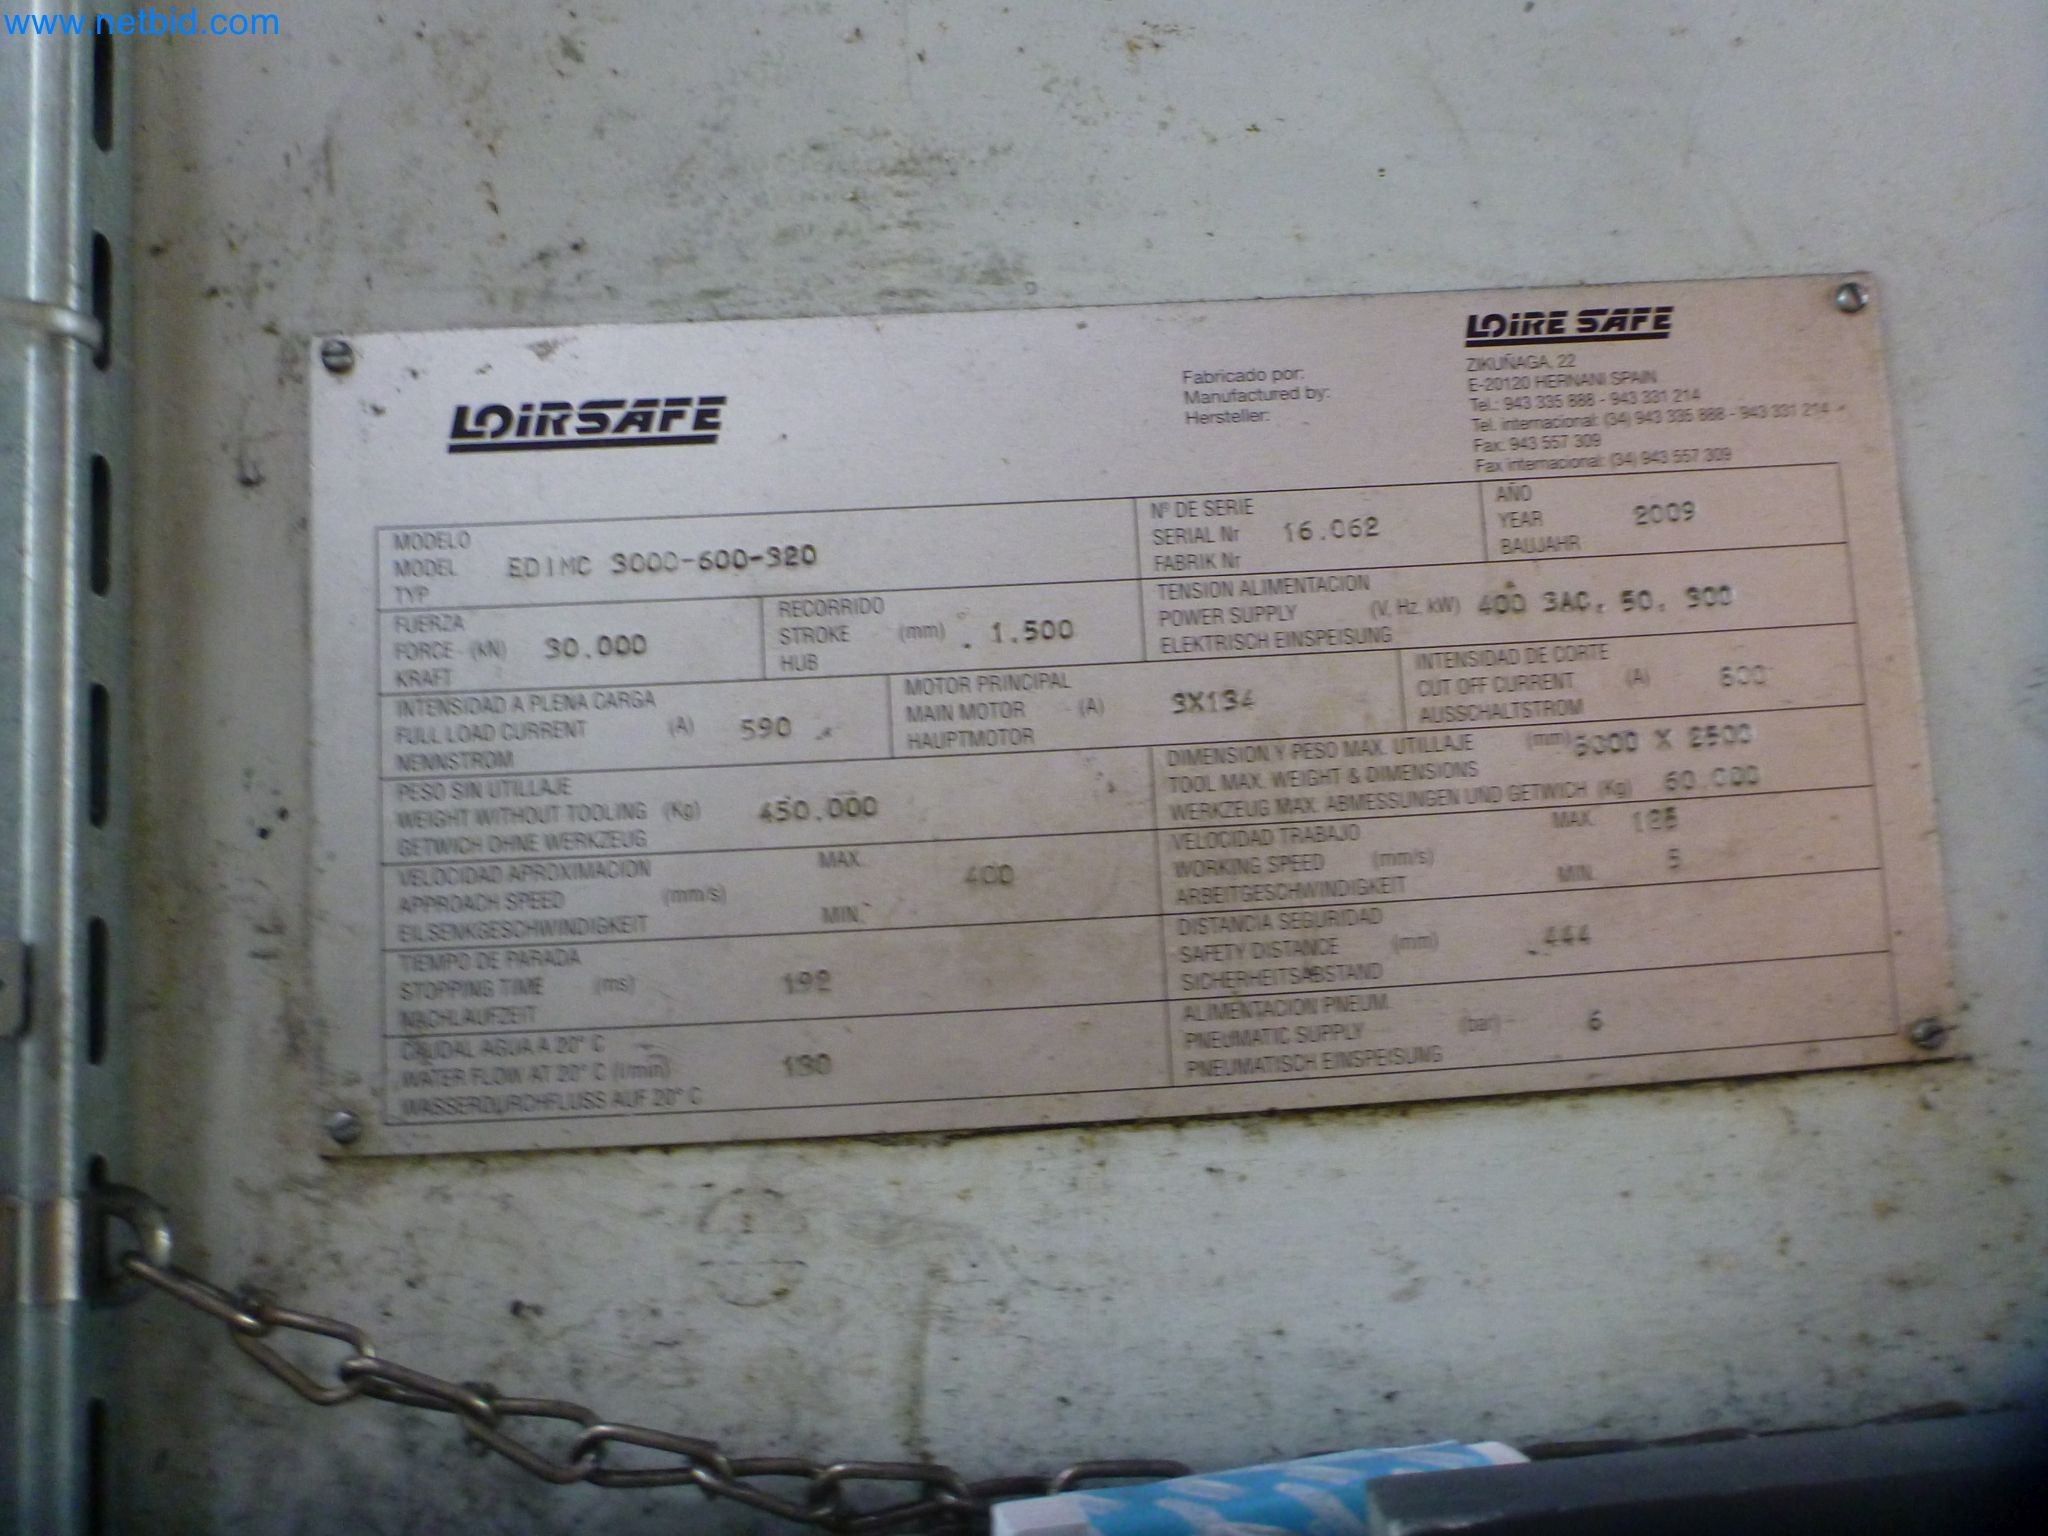 www.netbid.com
LOIRE SAFE
ZIKUÑAGA, 22
E-20120 HERNANI SPAIN
Tel.: 943 335 888 - 943 331 214
Tel. internacional: (34) 943 335 888 - 943 331 214
Fax: 943 557 309
Fax internacional: (34) 943 557 309
Fabricado por:
Manufactured by:
Hersteller:
LOIRSAFE
MODELO
MODEL EDIMC 3000-600-320
TYP
Nº DE SERIE
SERIAL Nr 16.062
FABRIK Nr
AÑO
YEAR 2009
BAUJAHR
FUERZA
FORCE (KN) 30.000
KRAFT
RECORRIDO
STROKE (mm) 1.500
HUB
TENSION ALIMENTACION
POWER SUPPLY (V, Hz, kW) 400 3AC, 50, 300
ELEKTRISCH EINSPEISUNG
INTENSIDAD A PLENA CARGA
FULL LOAD CURRENT (A) 590
NENNSTROM
MOTOR PRINCIPAL
MAIN MOTOR (A) 3X134
HAUPTMOTOR
INTENSIDAD DE CORTE
CUT OFF CURRENT (A)
AUSSCHALTSTROM
PESO SIN UTILLAJE
WEIGHT WITHOUT TOOLING (Kg) 450.000
GETWICH OHNE WERKZEUG
DIMENSION Y PESO MAX. UTILLAJE (mm) X 2500
TOOL MAX. WEIGHT & DIMENSIONS
WERKZEUG MAX. ABMESSUNGEN UND GETWICH (Kg) 60.000
VELOCIDAD APROXIMACION MAX. 400
APPROACH SPEED (mm/s)
EILSENKGESCHWINDIGKEIT MIN.
VELOCIDAD TRABAJO MAX.
WORKING SPEED (mm/s)
ARBEITGESCHWINDIGKEIT MIN. 5
TIEMPO DE PARADA
STOPPING TIME (ms) 192
NACHLAUFZEIT
DISTANCIA SEGURIDAD
SAFETY DISTANCE (mm) 444
SICHERHEITSABSTAND
CAUDAL AGUA A 20° C
WATER FLOW AT 20° C (l/min) 130
WASSERDURCHFLUSS AUF 20° C
ALIMENTACION PNEUM.
PNEUMATIC SUPPLY (bar) 6
PNEUMATISCH EINSPEISUNG